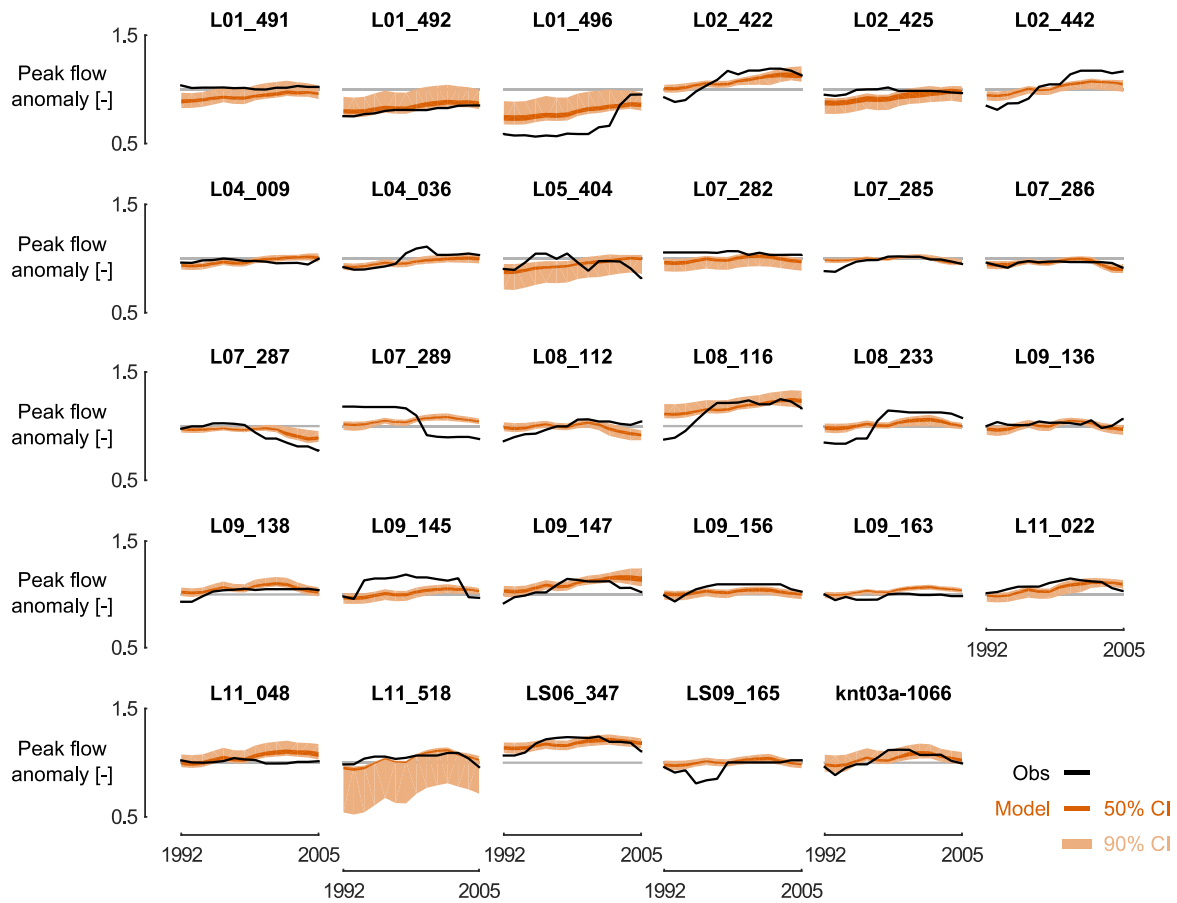 L01_491 L01_492 L01_496 L02_422 L02_425 L02_442
1.5
Peak flow
anomaly [-]
0.5
L04_009 L04_036 L05_404 L07_282 L07_285 L07_286
1.5
Peak flow
anomaly [-]
0.5
L07_287 L07_289 L08_112 L08_116 L08_233 L09_136
1.5
Peak flow
anomaly [-]
0.5
L09_138 L09_145 L09_147 L09_156 L09_163 L11_022
1.5
Peak flow
anomaly [-]
0.5
1992 2005
L11_048 L11_518 LS06_347 LS09_165 knt03a-1066
1.5
Peak flow
anomaly [-]
0.5
Obs
Model 50% CI
90% CI
1992 2005 1992 2005 1992 2005
1992 2005 1992 2005